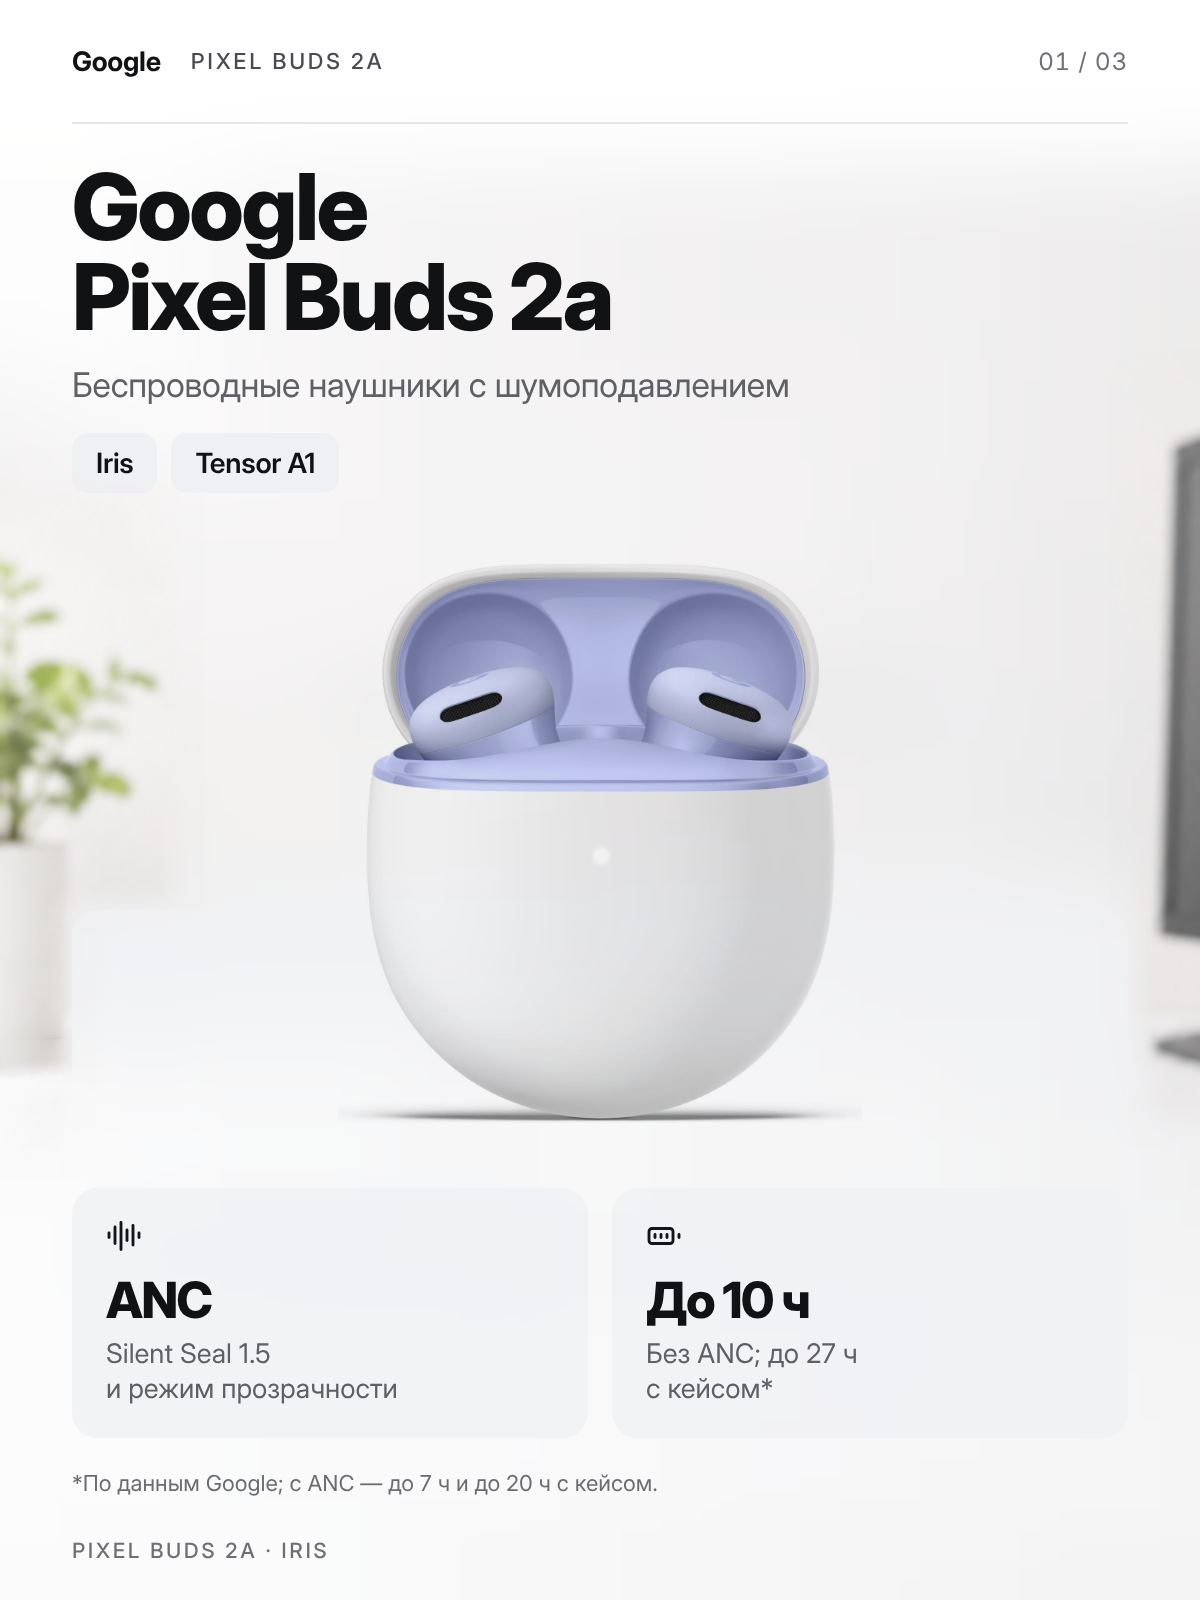 Google PIXEL BUDS 2A 01 / 03
Google
Pixel Buds 2a
Беспроводные наушники с шумоподавлением
Iris Tensor A1
ANC
Silent Seal 1.5
и режим прозрачности
До 10 ч
Без ANC; до 27 ч
с кейсом*
*По данным Google; с ANC — до 7 ч и до 20 ч с кейсом.
PIXEL BUDS 2A · IRIS